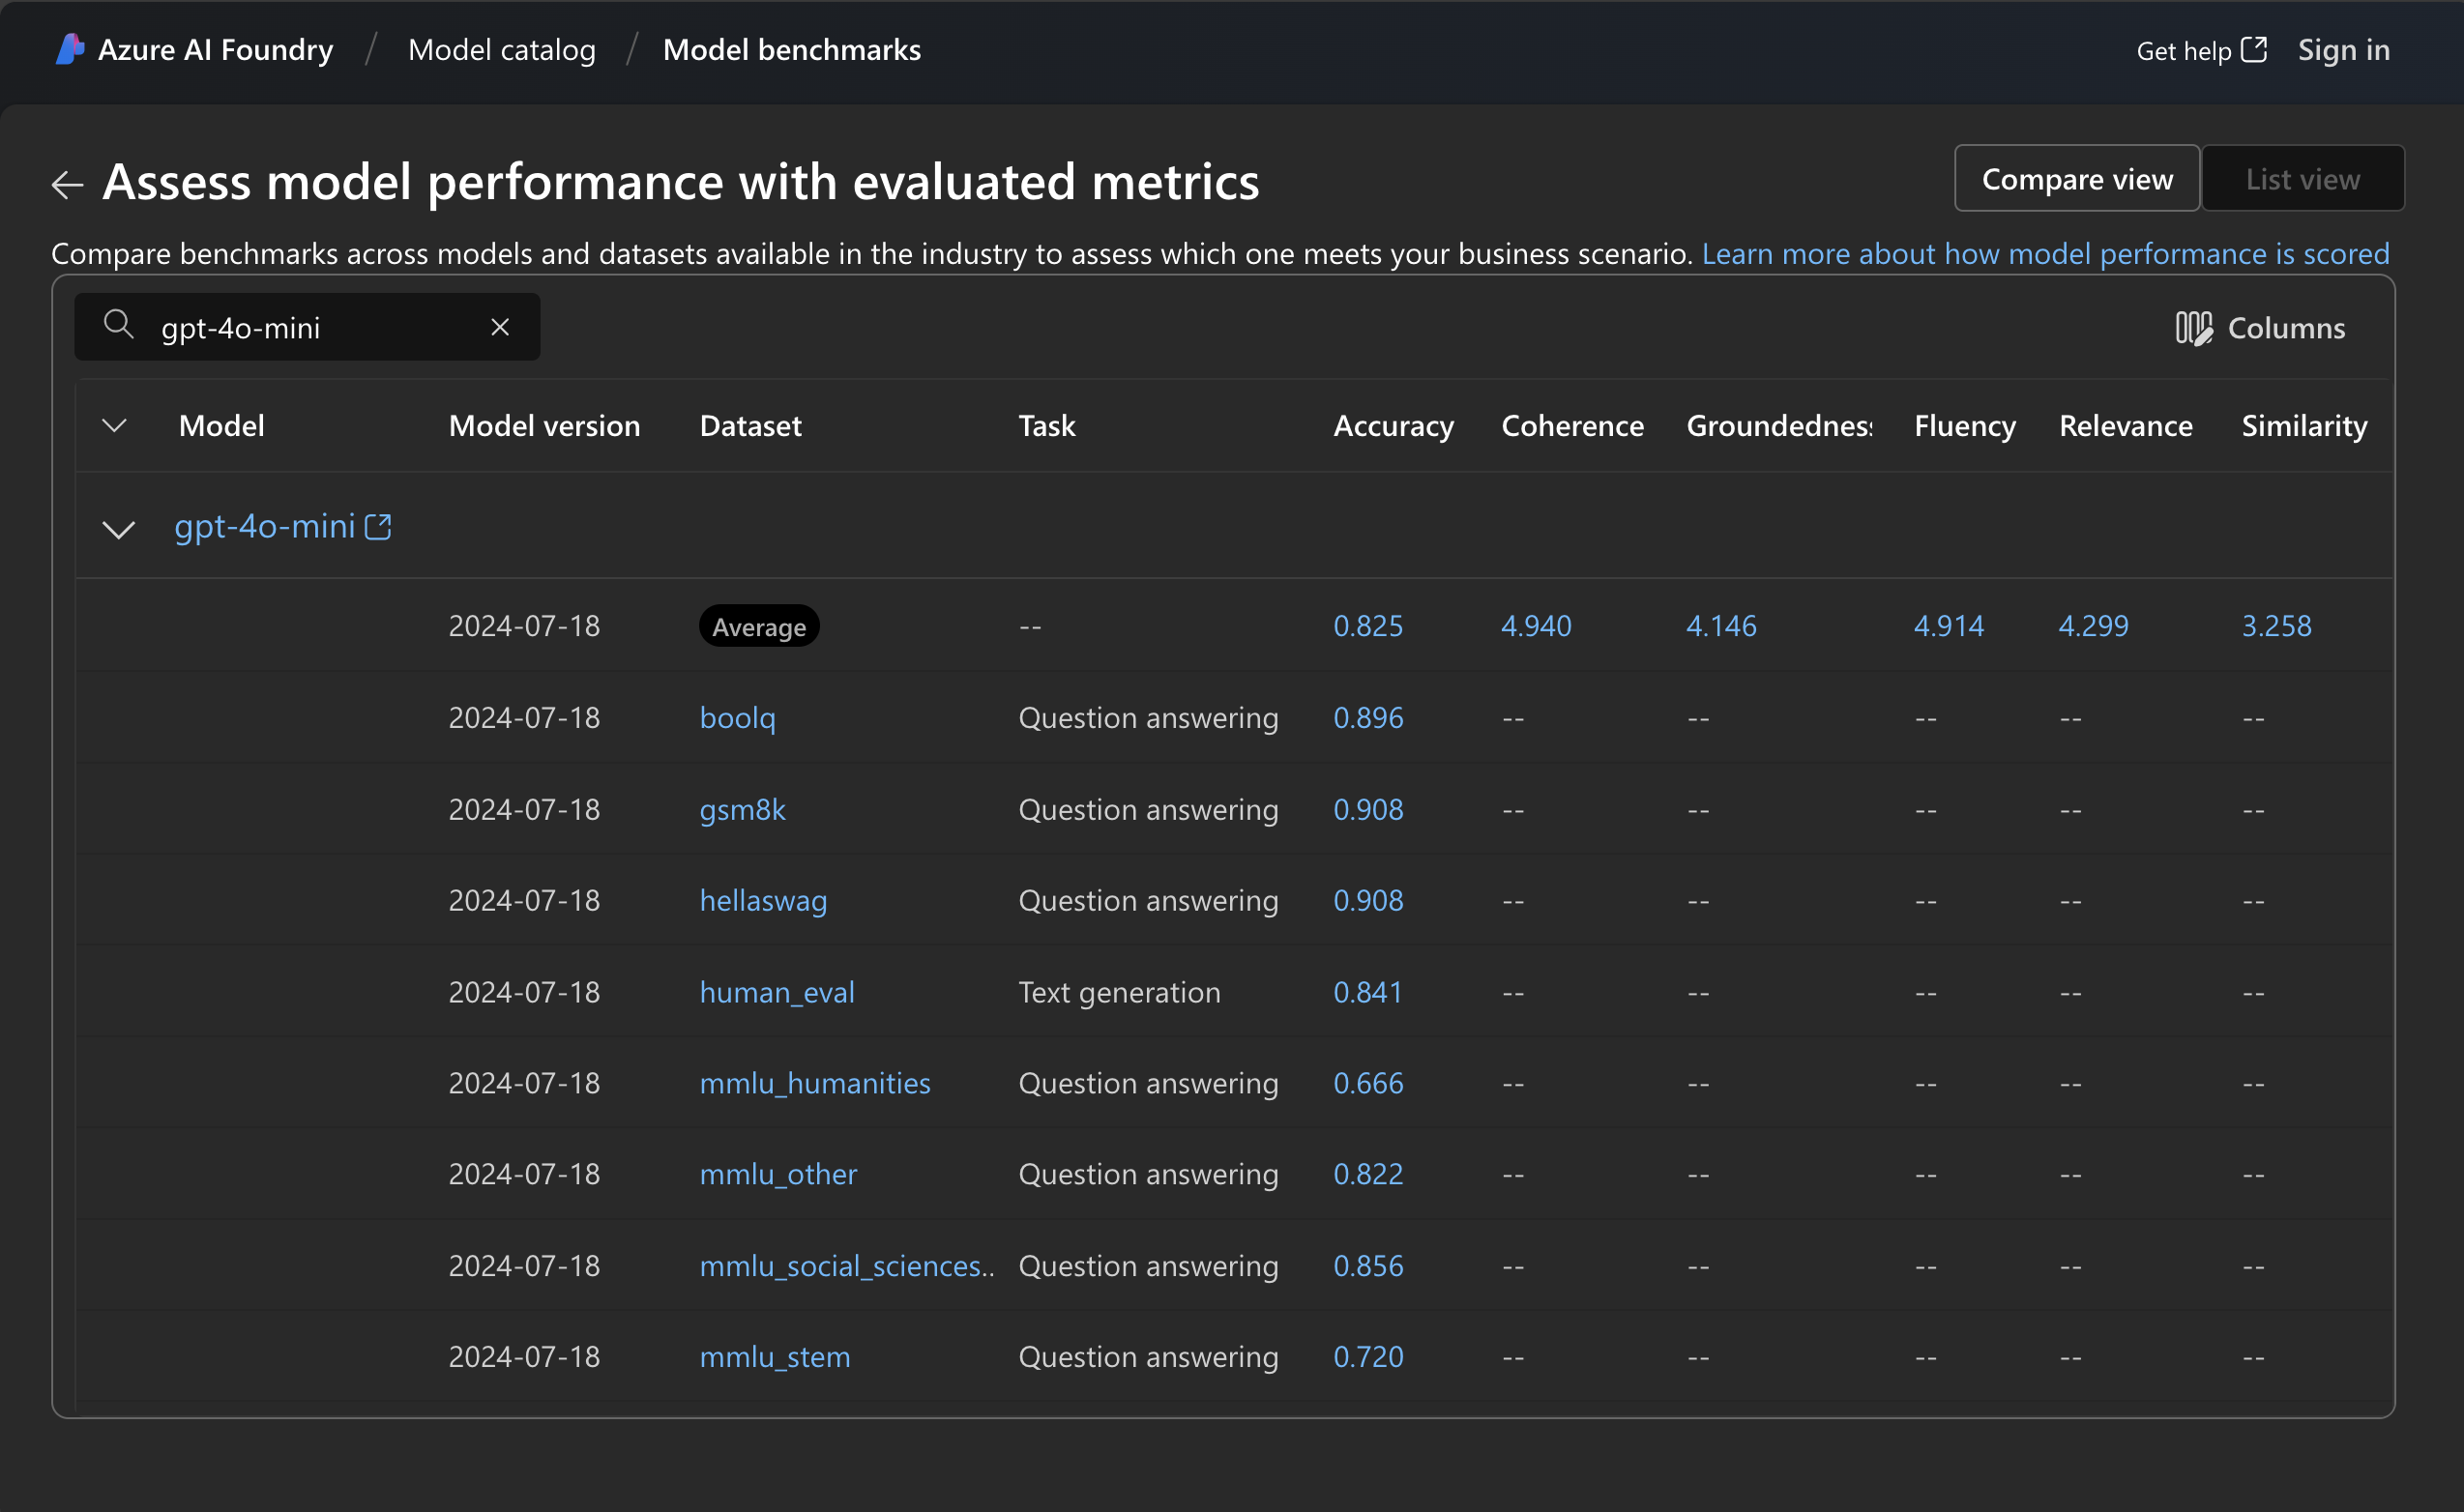 Azure AI Foundry / Model catalog / Model benchmarks Get help Sign in
Assess model performance with evaluated metrics Compare view List view
Compare benchmarks across models and datasets available in the industry to assess which one meets your business scenario. Learn more about how model performance is scored
gpt-4o-mini Columns
Model Model version Dataset Task Accuracy Coherence Groundednes Fluency Relevance Similarity
gpt-4o-mini
2024-07-18 Average -- 0.825 4.940 4.146 4.914 4.299 3.258
2024-07-18 boolq Question answering 0.896 -- -- -- -- --
2024-07-18 gsm8k Question answering 0.908 -- -- -- -- --
2024-07-18 hellaswag Question answering 0.908 -- -- -- -- --
2024-07-18 human_eval Text generation 0.841 -- -- -- -- --
2024-07-18 mmlu_humanities Question answering 0.666 -- -- -- -- --
2024-07-18 mmlu_other Question answering 0.822 -- -- -- -- --
2024-07-18 mmlu_social_sciences.. Question answering 0.856 -- -- -- -- --
2024-07-18 mmlu_stem Question answering 0.720 -- -- -- -- --